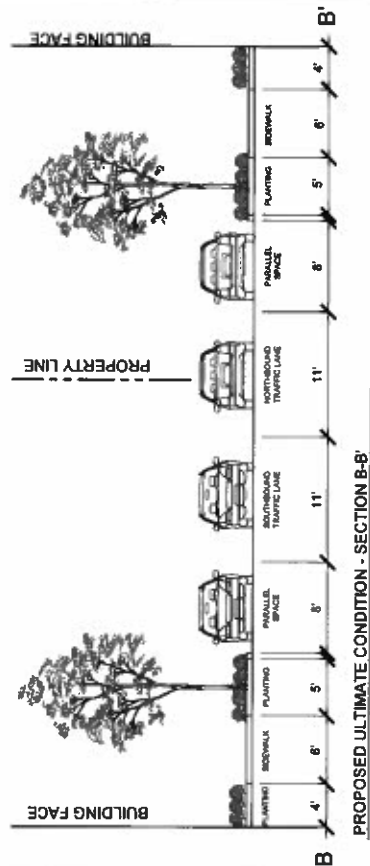 BUILDING FACE
PROPERTY LINE
BUILDING FACE
PLANTING
SIDEWALK
PLANTING
PARALLEL
SPACE
SOUTHBOUND
TRAFFIC LANE
NORTHBOUND
TRAFFIC LANE
PARALLEL
SPACE
PLANTING
SIDEWALK
B
4'
6'
5'
8'
11'
11'
8'
5'
6'
4'
B'
PROPOSED ULTIMATE CONDITION - SECTION B-B'